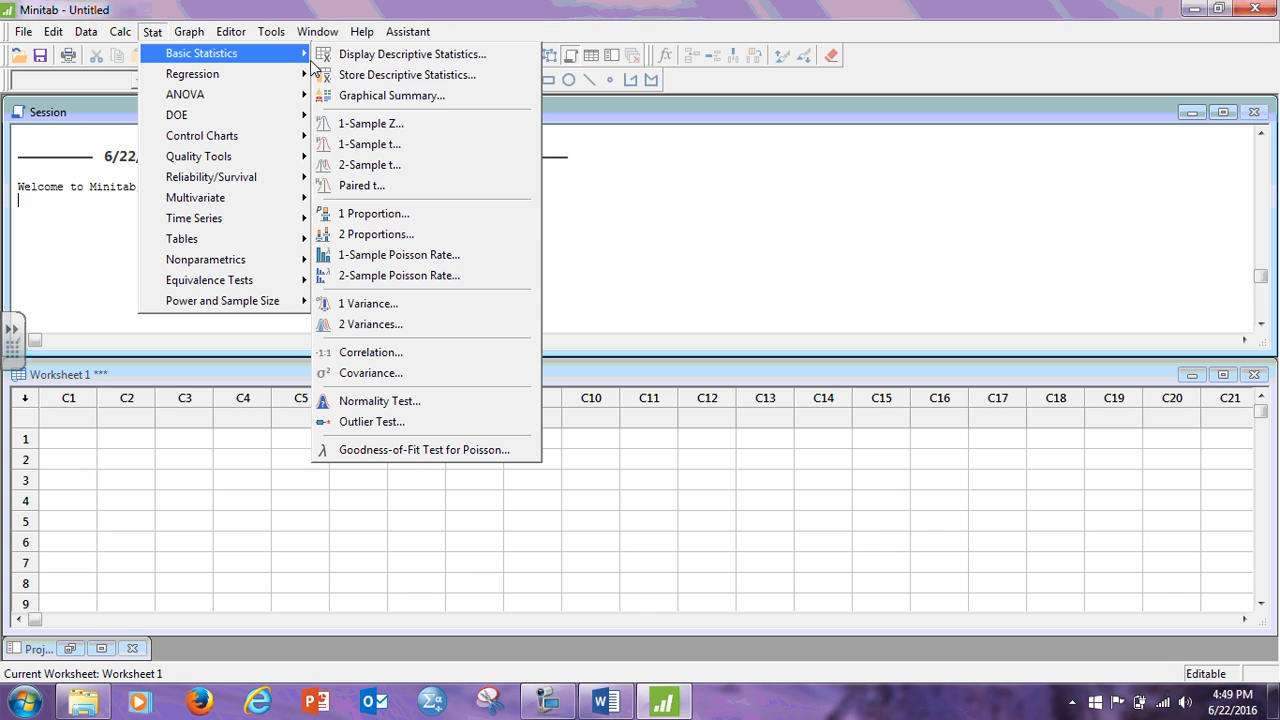 Minitab - Untitled
File Edit Data Calc Stat Graph Editor Tools Window Help Assistant
Basic Statistics
Regression
ANOVA
DOE
Control Charts
Quality Tools
Reliability/Survival
Multivariate
Time Series
Tables
Nonparametrics
Equivalence Tests
Power and Sample Size
Display Descriptive Statistics...
Store Descriptive Statistics...
Graphical Summary...
1-Sample Z...
1-Sample t...
2-Sample t...
Paired t...
1 Proportion...
2 Proportions...
1-Sample Poisson Rate...
2-Sample Poisson Rate...
1 Variance...
2 Variances...
Correlation...
Covariance...
Normality Test...
Outlier Test...
Goodness-of-Fit Test for Poisson...
Session
6/22/
Welcome to Minitab
Worksheet 1 ***
C1 C2 C3 C4 C5 C10 C11 C12 C13 C14 C15 C16 C17 C18 C19 C20 C21
1
2
3
4
5
6
7
8
9
Proj...
Current Worksheet: Worksheet 1
Editable
4:49 PM
6/22/2016